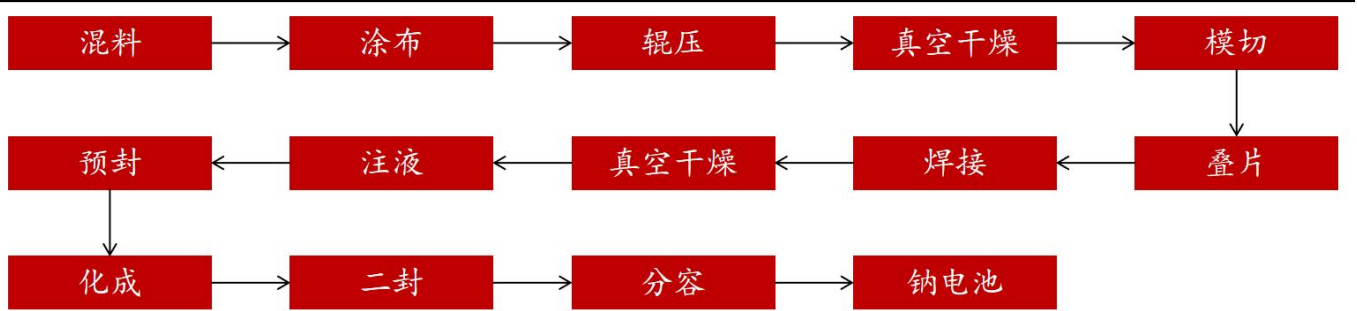 混料
涂布
辊压
真空干燥
模切
叠片
焊接
真空干燥
注液
预封
化成
二封
分容
钠电池